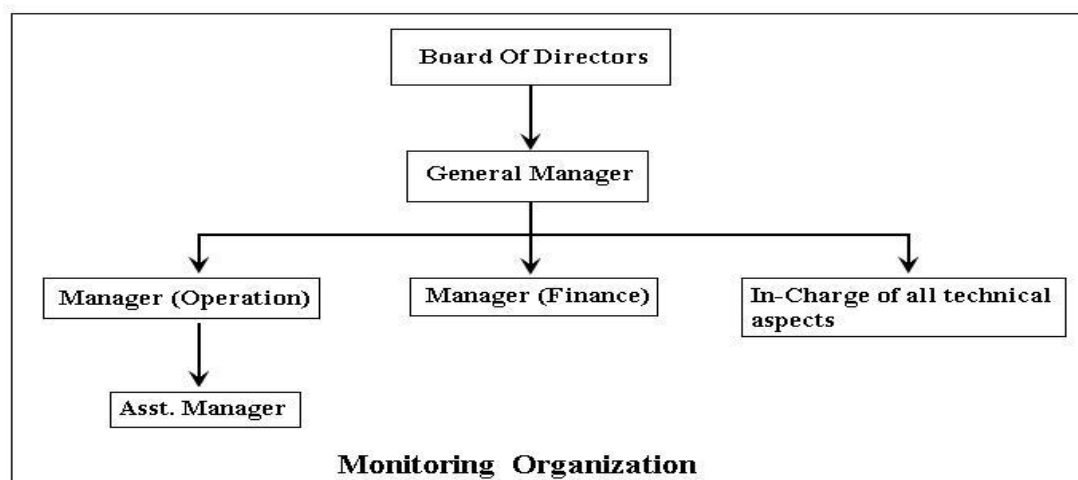 Board Of Directors
General Manager
Manager (Operation)
Manager (Finance)
In-Charge of all technical
aspects
Asst. Manager
Monitoring Organization